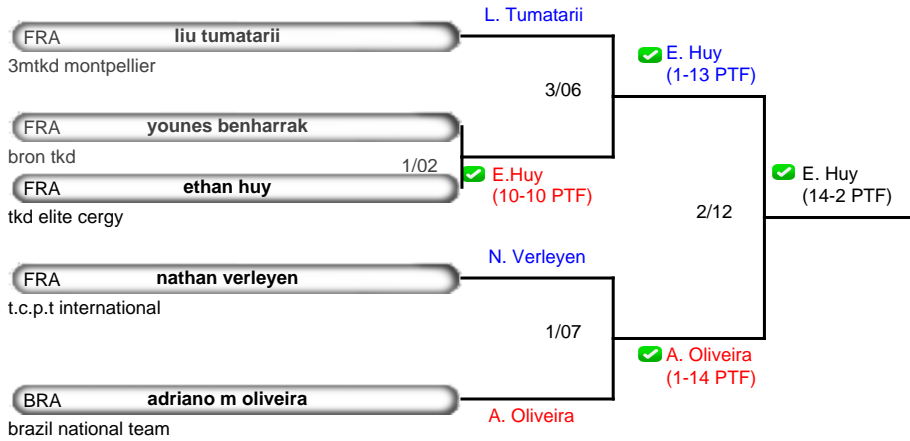 L. Tumatarii
FRA liu tumatarii
3mtkd montpellier
E. Huy
(1-13 PTF)
3/06
FRA younes benharrak
bron tkd
1/02
E.Huy
(10-10 PTF)
FRA ethan huy
tkd elite cergy
E. Huy
(14-2 PTF)
2/12
N. Verleyen
FRA nathan verleyen
t.c.p.t international
1/07
A. Oliveira
(1-14 PTF)
BRA adriano m oliveira
A. Oliveira
brazil national team